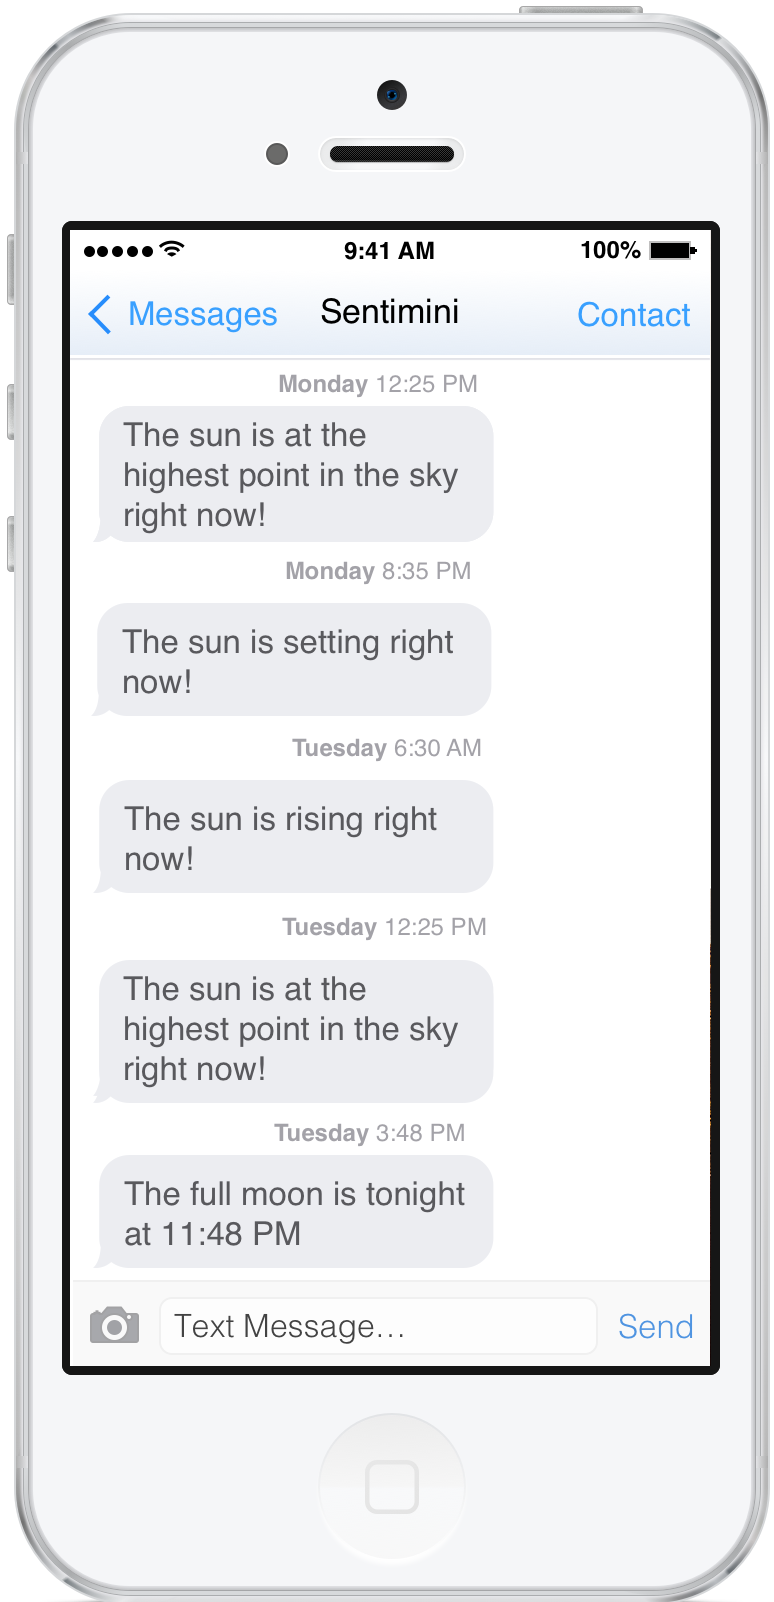 9:41 AM 100%
Messages Sentimini Contact
Monday 12:25 PM
The sun is at the
highest point in the sky
right now!
Monday 8:35 PM
The sun is setting right
now!
Tuesday 6:30 AM
The sun is rising right
now!
Tuesday 12:25 PM
The sun is at the
highest point in the sky
right now!
Tuesday 3:48 PM
The full moon is tonight
at 11:48 PM
Text Message... Send